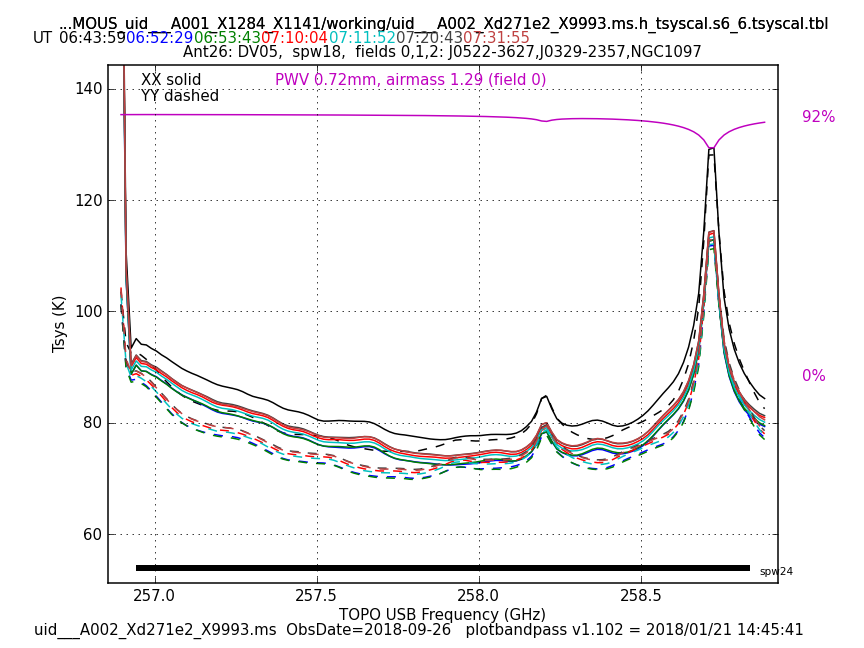 ...MOUS_uid___A001_X1284_X1141/working/uid___A002_Xd271e2_X9993.ms.h_tsyscal.s6_6.tsyscal.tbl
UT 06:43:59 06:52:29 06:53:43 07:10:04 07:11:52 07:20:43 07:31:55
Ant26: DV05, spw18, fields 0,1,2: J0522-3627,J0329-2357,NGC1097
XX solid
YY dashed
PWV 0.72mm, airmass 1.29 (field 0)
92%
0%
140
120
100
80
60
Tsys (K)
spw24
257.0 257.5 258.0 258.5
TOPO USB Frequency (GHz)
uid___A002_Xd271e2_X9993.ms ObsDate=2018-09-26 plotbandpass v1.102 = 2018/01/21 14:45:41